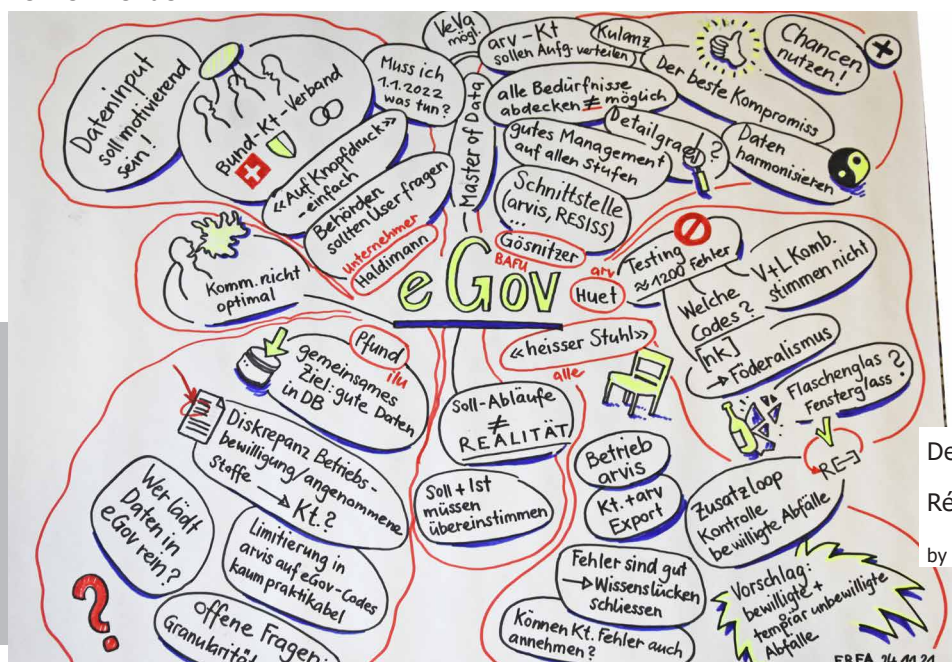 Dateninput
soll motivierend
sein!
Bund-Kt-Verband
«Auf Knopfdruck»
-einfach
Behörden
sollten User fragen
unternehmer
Haldimann
Muss ich
1.1.2022
was tun?
VeVa
mögl.
Master of Data
arv-Kt
sollen Aufg. verteilen
Kulanz
alle Bedürfnisse
abdecken ≠ möglich
gutes Management
auf allen Stufen
Schnittstelle
(arvis, RESISS)
...
Gösnitzer
BAFU
Detailgrad?
Der beste Kompromiss
Chancen
nutzen!
+
Daten
harmonisieren
eGov
Komm. nicht
optimal
arv
Huet
Testing
≈1200 Fehler
V+L Komb.
stimmen nicht
Welche
Codes?
[nk]
→ Föderalismus
Flaschenglas?
Fensterglass?
«heisser Stuhl»
alle
Pfund
ilu
gemeinsames
Ziel: gute Daten
in DB
Diskrepanz Betriebs-
bewilligung/angenommene
Stoffe → Kt.?
Wer lädt
Daten in
eGov rein?
Limitierung in
arvis auf eGov-Codes
kaum praktikabel
offene Fragen:
Granularität
?
Soll-Abläufe
≠
REALITÄT
Soll + Ist
müssen
übereinstimmen
Betrieb
arvis
Kt. + arv
Export
Zusatzloop
Kontrolle
bewilligte Abfälle
RE[-]
Fehler sind gut
→ Wissenslücken
schliessen
Können Kt. Fehler auch
annehmen?
Vorschlag:
bewilligte +
temporär unbewilligte
Abfälle
ERFA 24.11.21
De
Ré
by